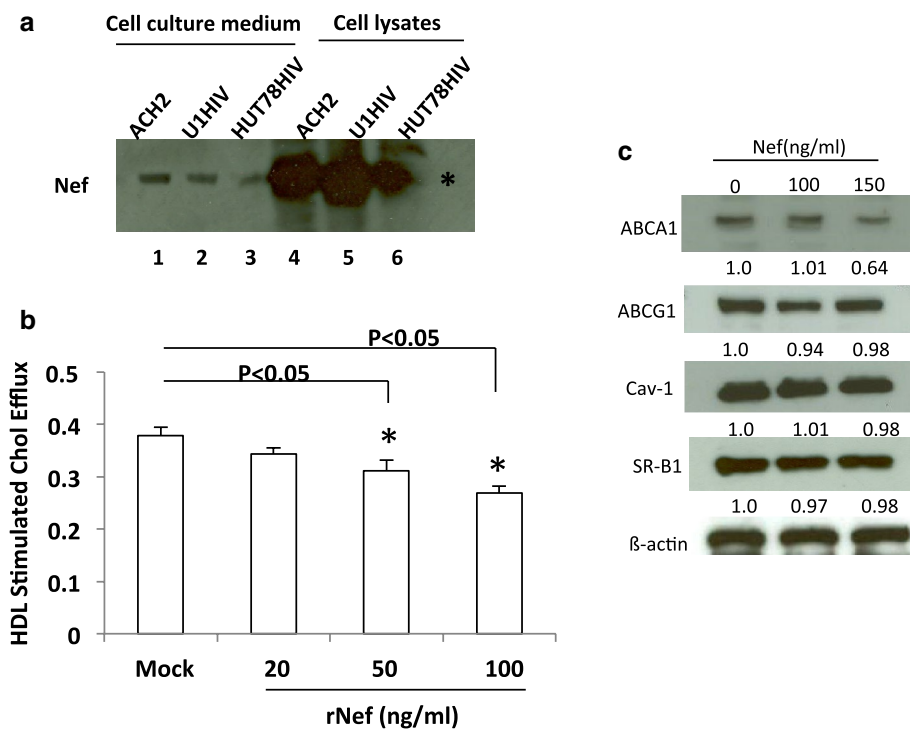 a
Cell culture medium
Cell lysates
ACH2
U1HIV
HUT78HIV
ACH2
U1HIV
HUT78HIV
Nef
*
1 2 3 4 5 6
b
P<0.05
P<0.05
HDL Stimulated Chol Efflux
0.5
0.4
0.3
0.2
0.1
0
*
*
Mock 20 50 100
rNef (ng/ml)
c
Nef(ng/ml)
0 100 150
ABCA1
1.0 1.01 0.64
ABCG1
1.0 0.94 0.98
Cav-1
1.0 1.01 0.98
SR-B1
1.0 0.97 0.98
ß-actin